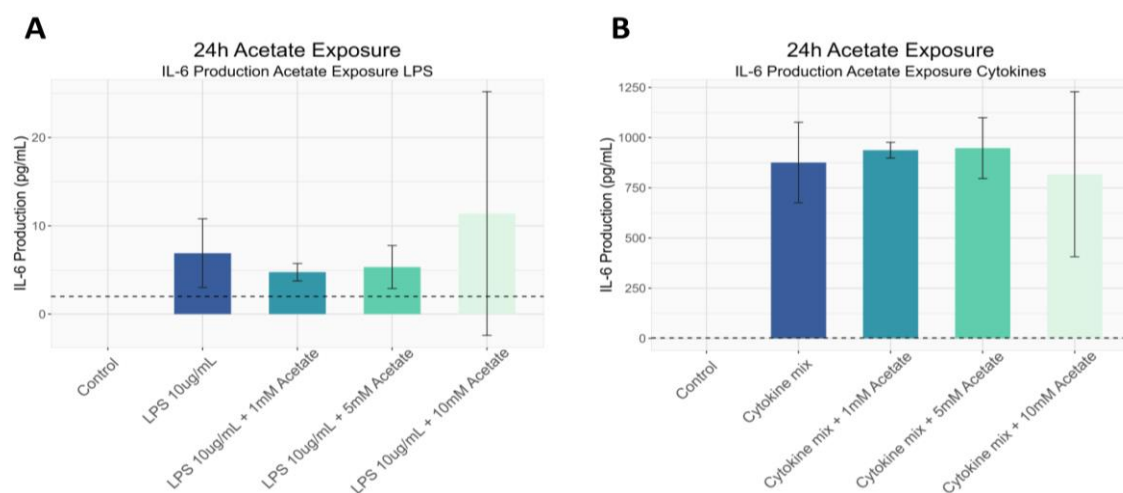 A
24h Acetate Exposure
IL-6 Production Acetate Exposure LPS
IL-6 Production (pg/mL)
20
10
0
Control
LPS 10ug/mL
LPS 10ug/mL + 1mM Acetate
LPS 10ug/mL + 5mM Acetate
LPS 10ug/mL + 10mM Acetate
B
24h Acetate Exposure
IL-6 Production Acetate Exposure Cytokines
IL-6 Production (pg/mL)
1250
1000
750
500
250
0
Control
Cytokine mix
Cytokine mix + 1mM Acetate
Cytokine mix + 5mM Acetate
Cytokine mix + 10mM Acetate